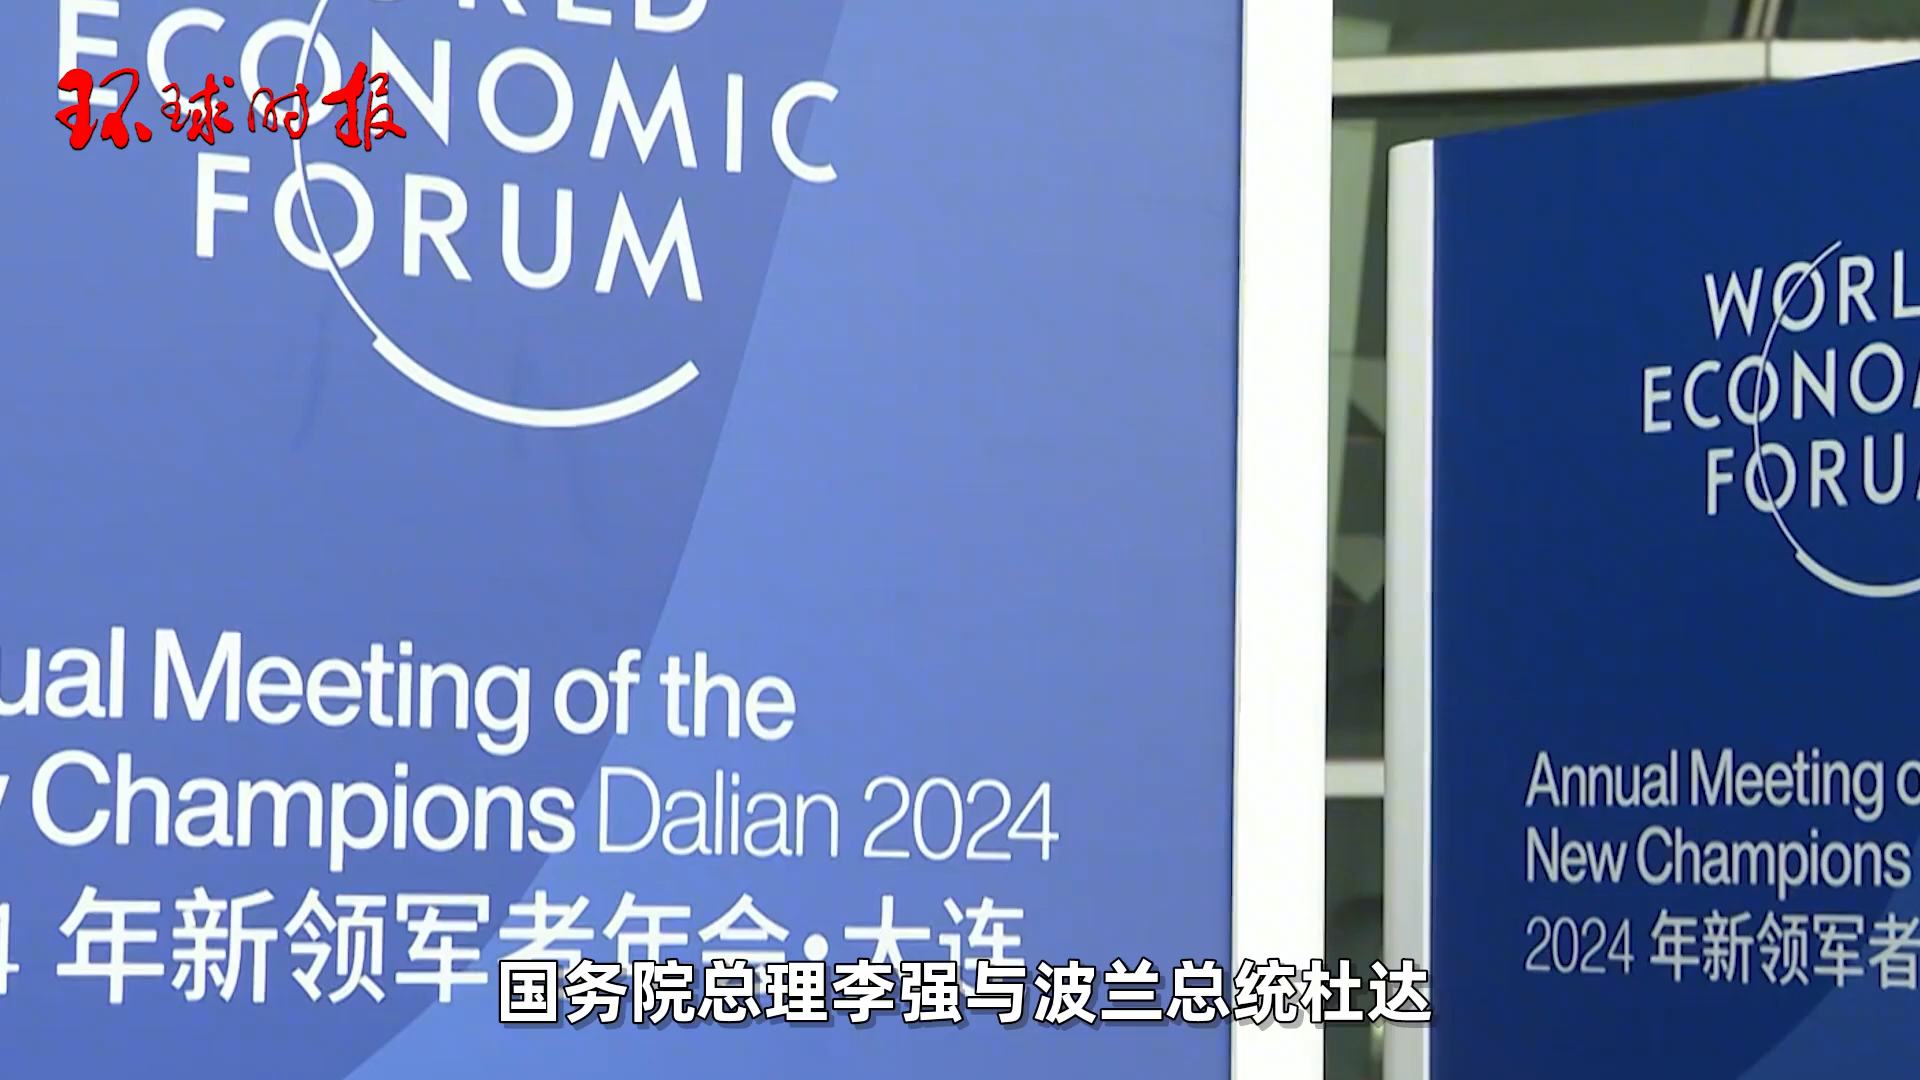 环球时报
ECONOMIC
FORUM
Meeting of the
Champions Dalian 2024
年新领军者年会·大连
WORL
ECONO
FORU
Annual Meeting
New Champions
2024 年新领军者
国务院总理李强与波兰总统杜达